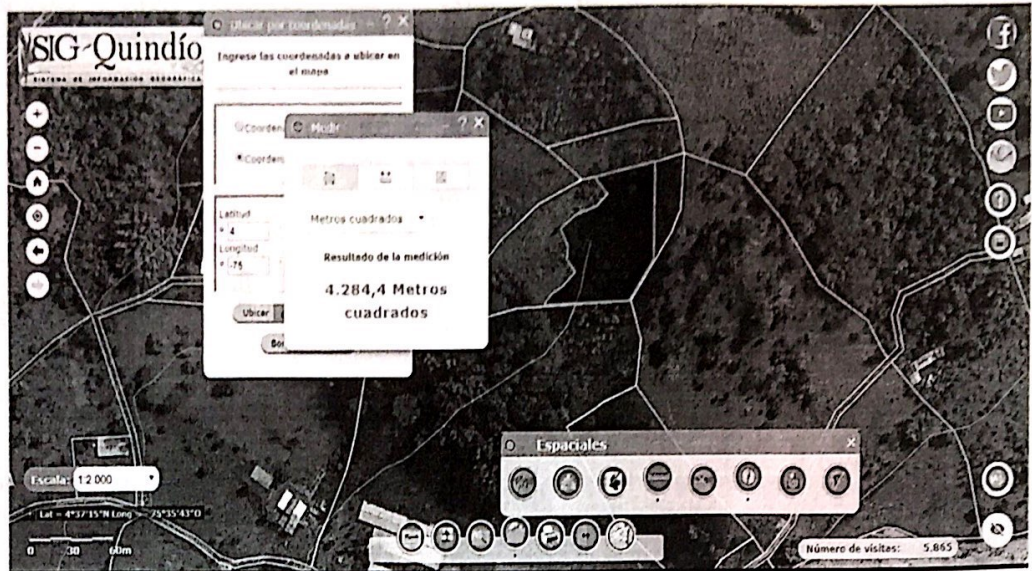 SIG-Quindío
SISTEMA DE INFORMACIÓN GEOGRÁFICA
Ubicar por coordenadas
Ingrese las coordenadas a ubicar en
el mapa
Medir
Metros cuadrados
Latitud
* 4
Longitud
* -75
Resultado de la medición
4.284,4 Metros
cuadrados
Ubicar
Espaciales
Escala: 1:2.000
Lat = 4°37'15"N Long = -75°35'43"O
0 30 60m
Número de visitas: 5.865